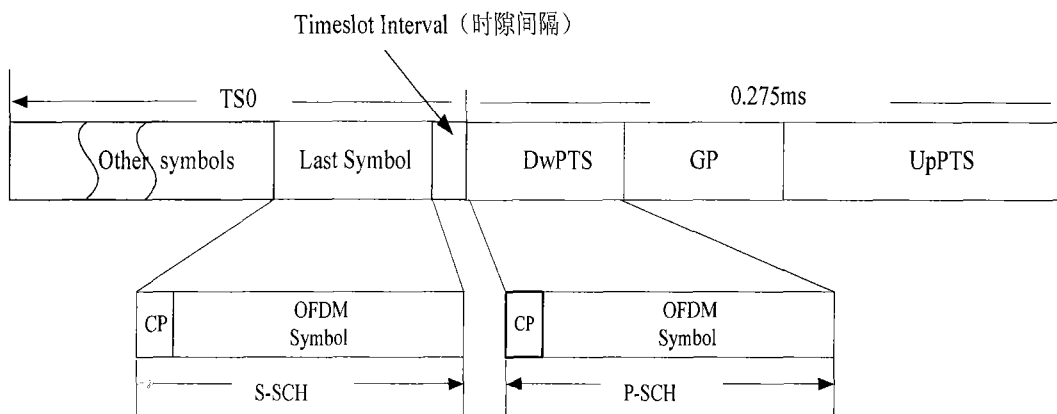 Timeslot Interval（时隙间隔）
TS0
0.275ms
Other symbols
Last Symbol
DwPTS
GP
UpPTS
CP
OFDM
Symbol
CP
OFDM
Symbol
S-SCH
P-SCH